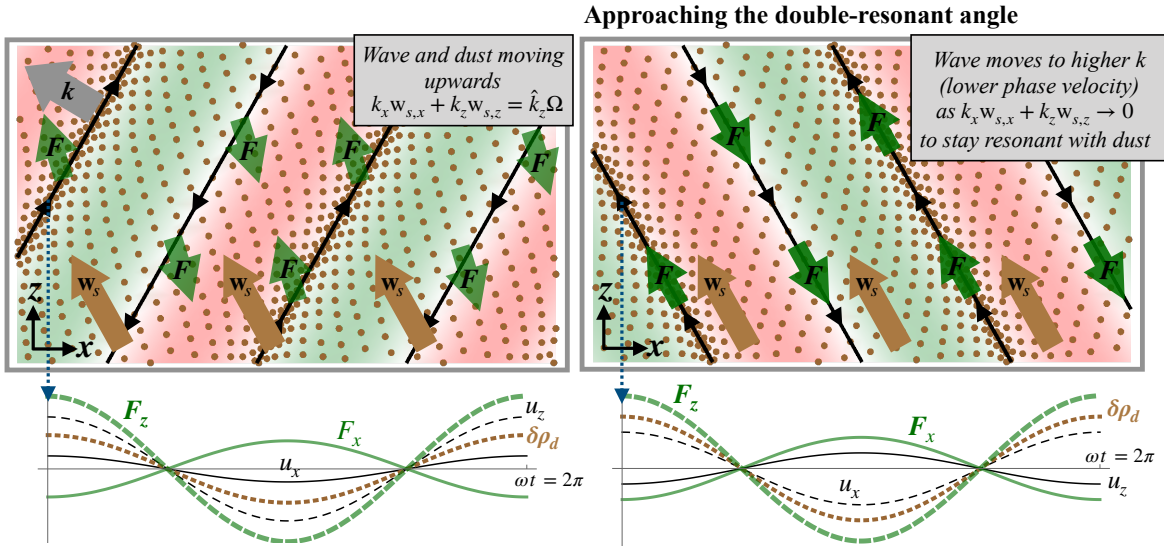 Approaching the double-resonant angle
Wave and dust moving
upwards
k_x w_{s,x} + k_z w_{s,z} = \hat{k}_z Ω
k
F
F
F
F
F
F
F
w_s
w_s
w_s
z
x
Wave moves to higher k
(lower phase velocity)
as k_x w_{s,x} + k_z w_{s,z} → 0
to stay resonant with dust
F
F
F
F
F
F
w_s
w_s
w_s
z
x
F_z
F_x
u_z
δρ_d
u_x
ωt = 2π
F_z
F_x
δρ_d
ωt = 2π
u_x
u_z